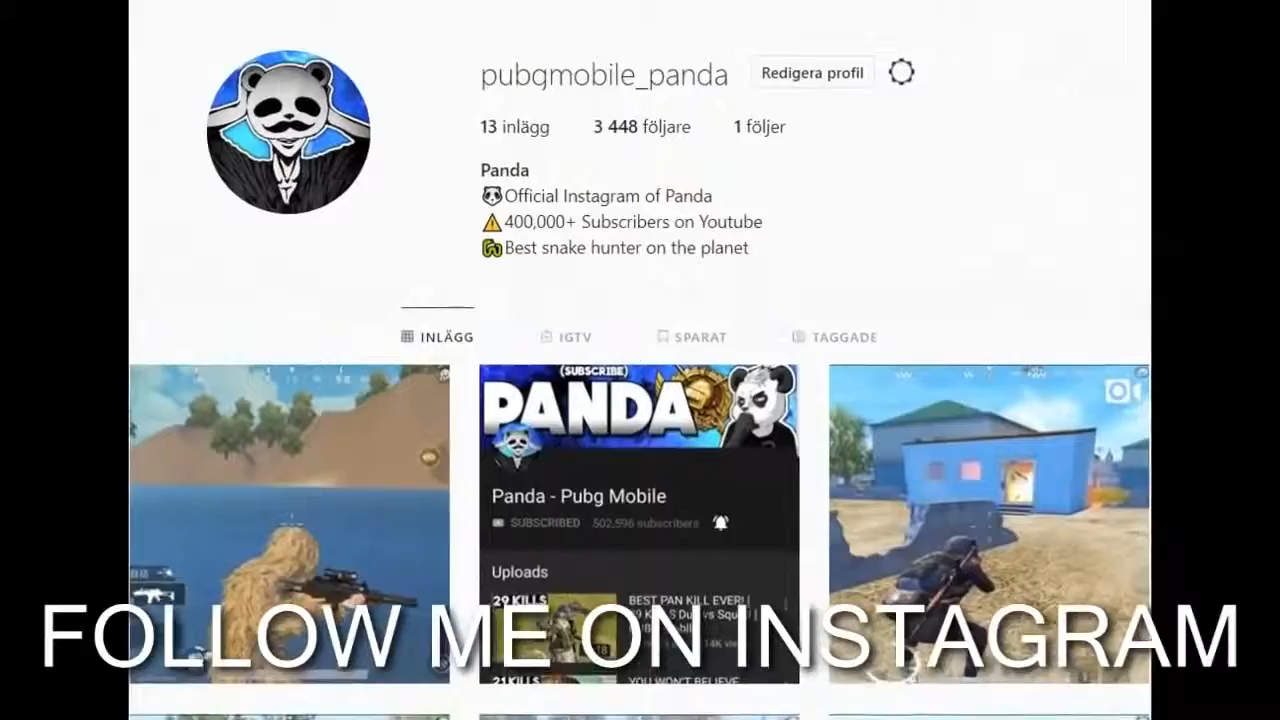 pubgmobile_panda
Redigera profil
13 inlägg
3 448 följare
1 följer
Panda
Official Instagram of Panda
400,000+ Subscribers on Youtube
Best snake hunter on the planet
INLÄGG
IGTV
SPARAT
TAGGADE
(SUBSCRIBE)
PANDA
Panda - Pubg Mobile
SUBSCRIBED 502,596 subscribers
Uploads
29 KILLS
BEST PAN KILL EVER! |
FOLLOW ME ON INSTAGRAM
21KILLS
YOU WON'T BELIEVE